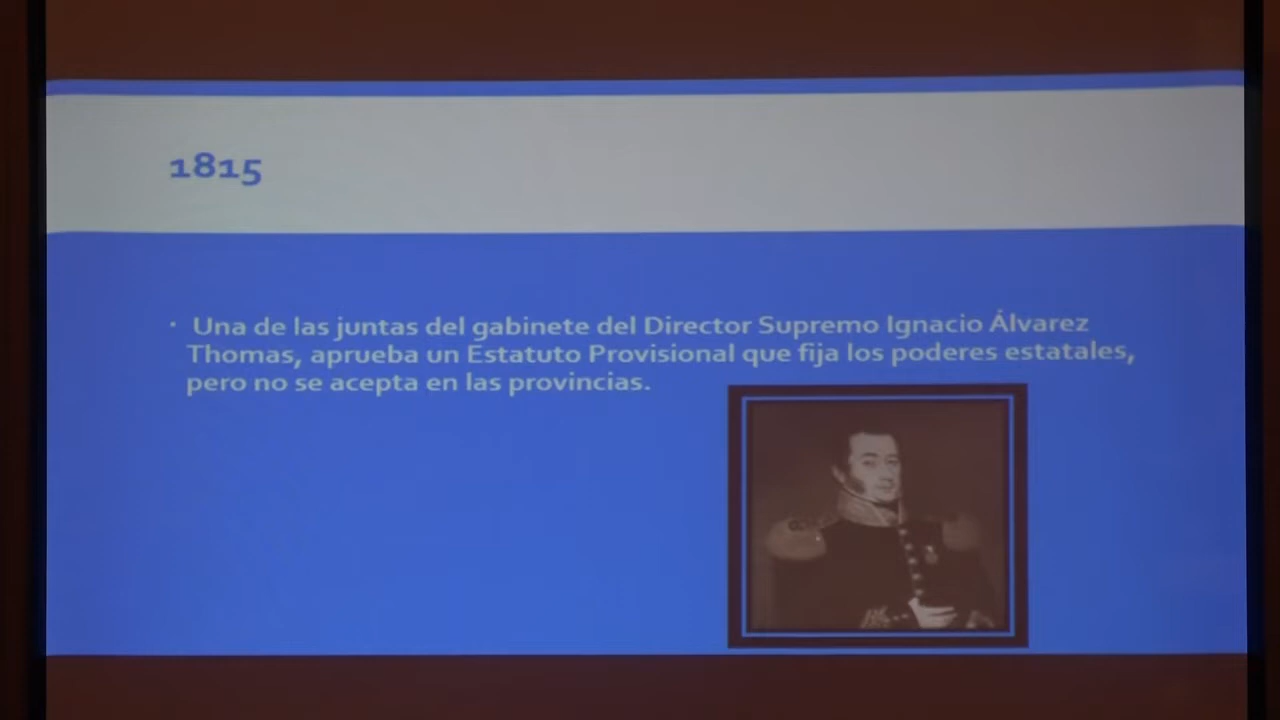 1815
· Una de las juntas del gabinete del Director Supremo Ignacio Álvarez
Thomas, aprueba un Estatuto Provisional que fija los poderes estatales,
pero no se acepta en las provincias.